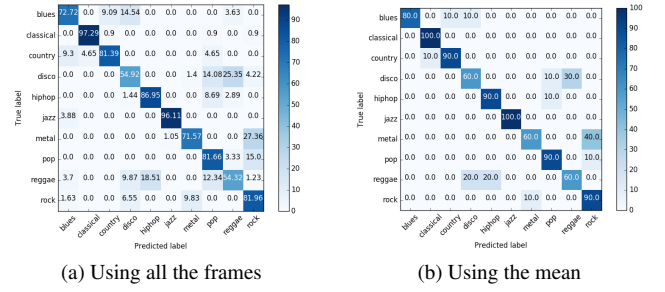 blues 72.72 0.0 9.09 14.54 0.0 0.0 0.0 0.0 3.63 0.0
classical 0.0 97.29 0.0 0.9 0.0 0.0 0.0 0.9 0.0 0.9
country 9.3 4.65 81.39 0.0 0.0 0.0 0.0 4.65 0.0 0.0
disco 0.0 0.0 0.0 54.92 0.0 0.0 1.4 14.08 25.35 4.22
hiphop 0.0 0.0 0.0 1.44 86.95 0.0 0.0 8.69 2.89 0.0
jazz 3.88 0.0 0.0 0.0 0.0 96.11 0.0 0.0 0.0 0.0
metal 0.0 0.0 0.0 0.0 0.0 1.05 71.57 0.0 0.0 27.36
pop 0.0 0.0 0.0 0.0 0.0 0.0 0.0 81.66 3.33 15.0
reggae 3.7 0.0 0.0 9.87 18.51 0.0 0.0 12.34 54.32 1.23
rock 1.63 0.0 0.0 6.55 0.0 0.0 9.83 0.0 0.0 81.96
True label
blues classical country disco hiphop jazz metal pop reggae rock
Predicted label
90
80
70
60
50
40
30
20
10
0
(a) Using all the frames
blues 80.0 0.0 10.0 10.0 0.0 0.0 0.0 0.0 0.0 0.0
classical 0.0 100.0 0.0 0.0 0.0 0.0 0.0 0.0 0.0 0.0
country 0.0 10.0 90.0 0.0 0.0 0.0 0.0 0.0 0.0 0.0
disco 0.0 0.0 0.0 60.0 0.0 0.0 0.0 10.0 30.0 0.0
hiphop 0.0 0.0 0.0 0.0 90.0 0.0 0.0 10.0 0.0 0.0
jazz 0.0 0.0 0.0 0.0 0.0 100.0 0.0 0.0 0.0 0.0
metal 0.0 0.0 0.0 0.0 0.0 0.0 60.0 0.0 0.0 40.0
pop 0.0 0.0 0.0 0.0 0.0 0.0 0.0 90.0 0.0 10.0
reggae 0.0 0.0 0.0 20.0 20.0 0.0 0.0 0.0 60.0 0.0
rock 0.0 0.0 0.0 0.0 0.0 0.0 10.0 0.0 0.0 90.0
True label
blues classical country disco hiphop jazz metal pop reggae rock
Predicted label
100
90
80
70
60
50
40
30
20
10
0
(b) Using the mean